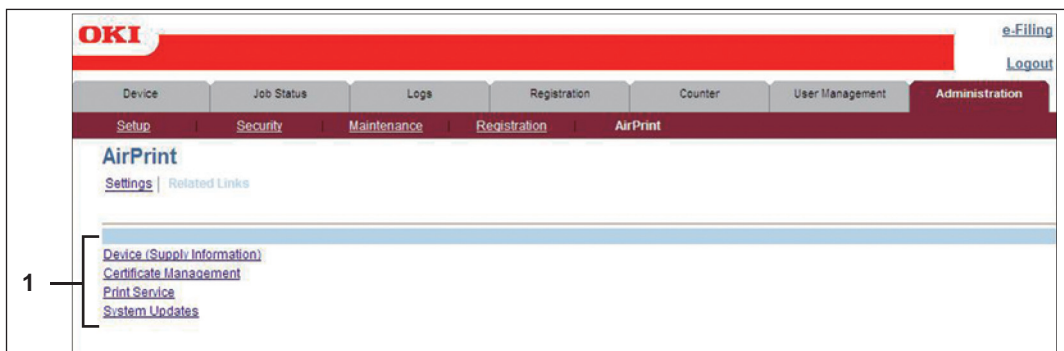 OKI
e-Filing
Logout
Device Job Status Logs Registration Counter User Management Administration
Setup Security Maintenance Registration AirPrint
AirPrint
Settings | Related Links
1
Device (Supply Information)
Certificate Management
Print Service
System Updates